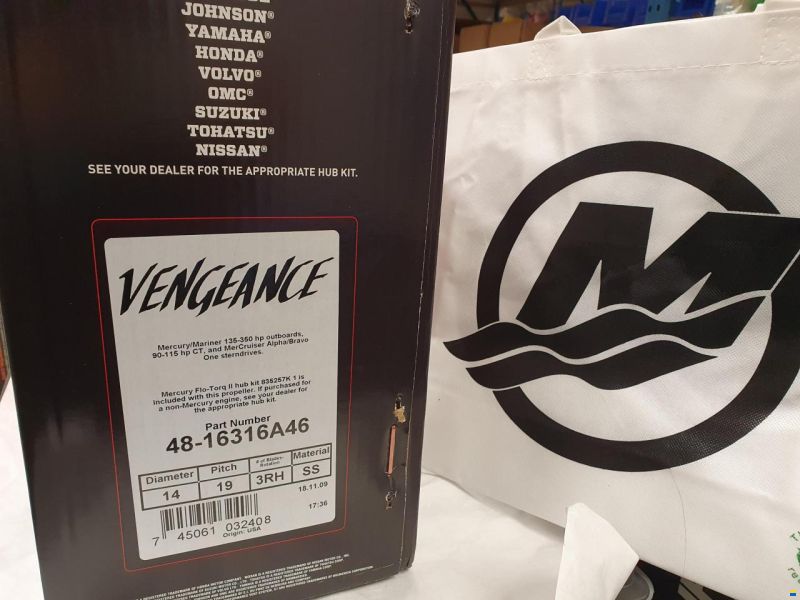 JOHNSON®
YAMAHA®
HONDA®
VOLVO®
OMC®
SUZUKI®
TOHATSU®
NISSAN®
SEE YOUR DEALER FOR THE APPROPRIATE HUB KIT.
VENGEANCE
Mercury/Mariner 135-350 hp outboards,
90-115 hp CT, and MerCruiser Alpha/Bravo
One sterndrives.
Mercury Flo-Torq II hub kit 835257K 1 is
included with this propeller. If purchased for
a non-Mercury engine, see your dealer for
the appropriate hub kit.
Part Number
48-16316A46
Diameter Pitch # of Blades- Rotation Material
14 19 3RH SS
18.11.09
17:36
7 45061 032408
Origin: USA
M